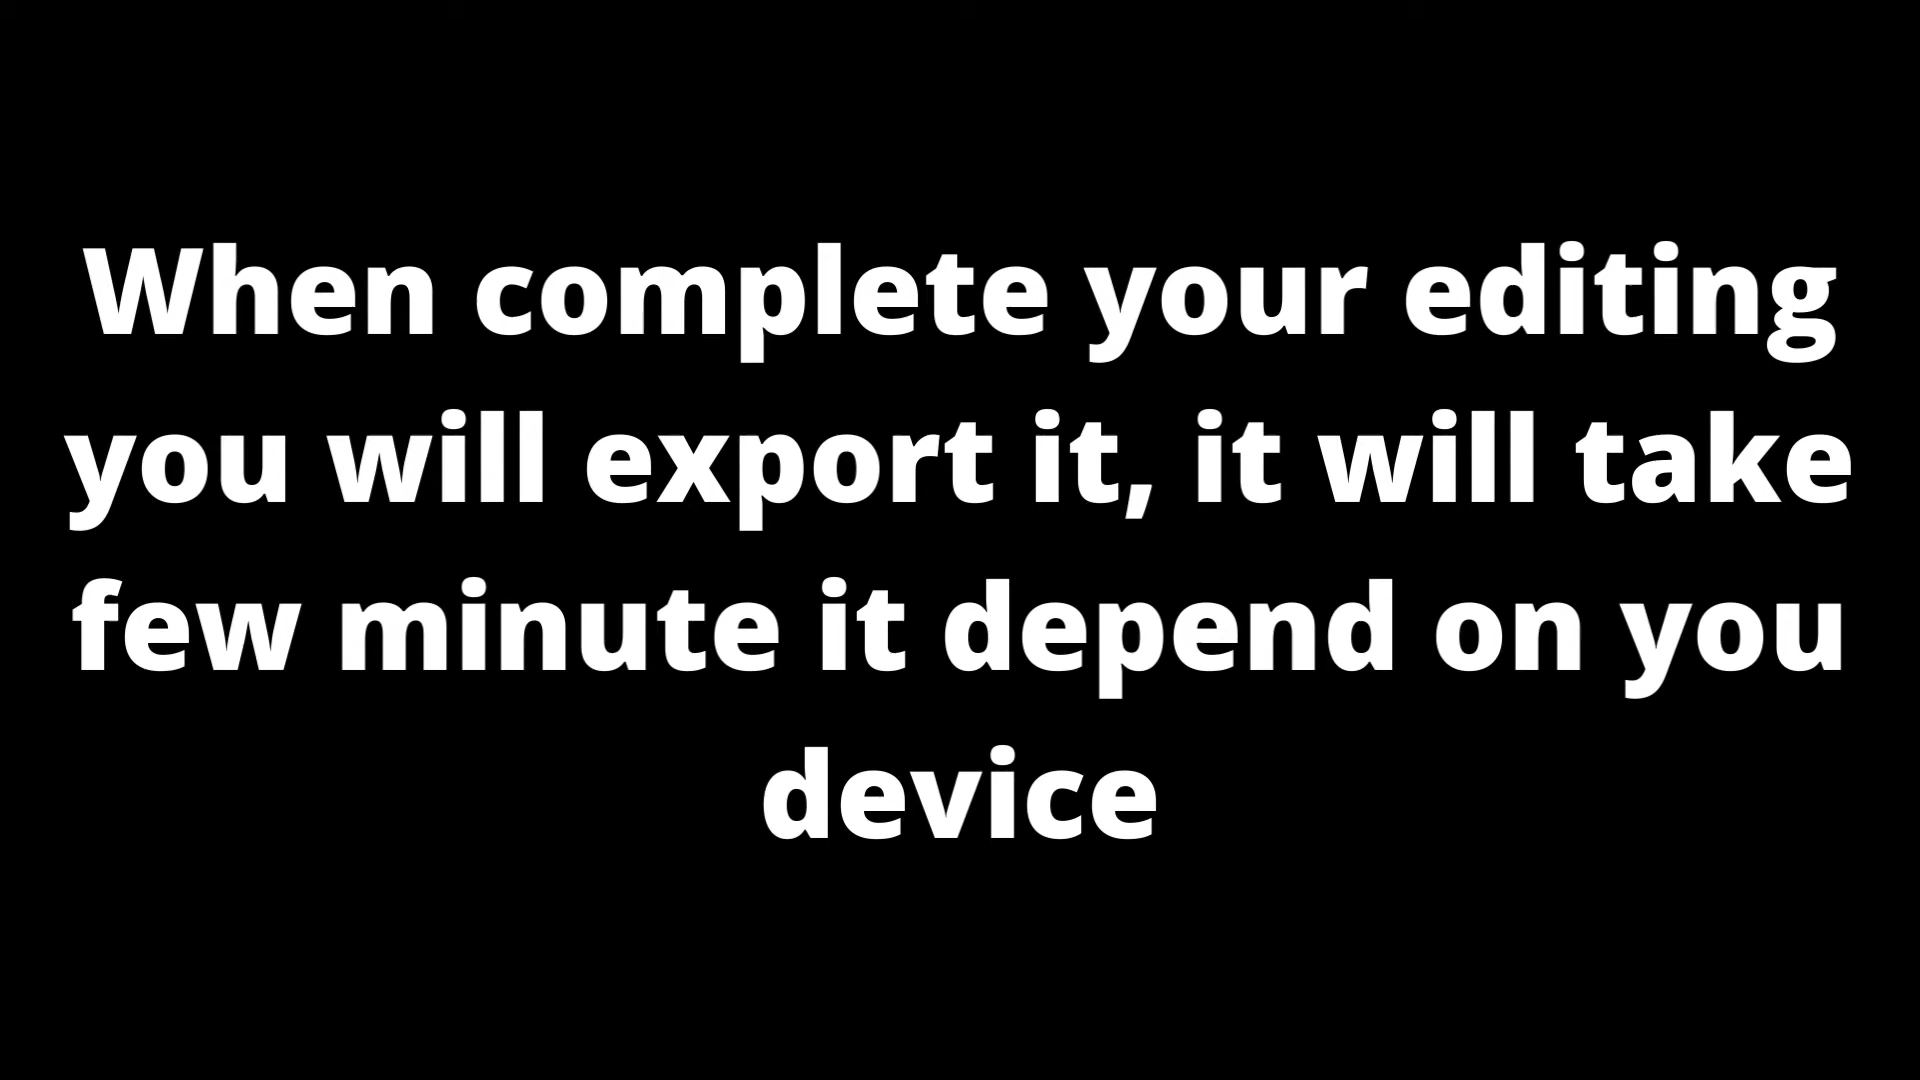 When complete your editing
you will export it, it will take
few minute it depend on you
device